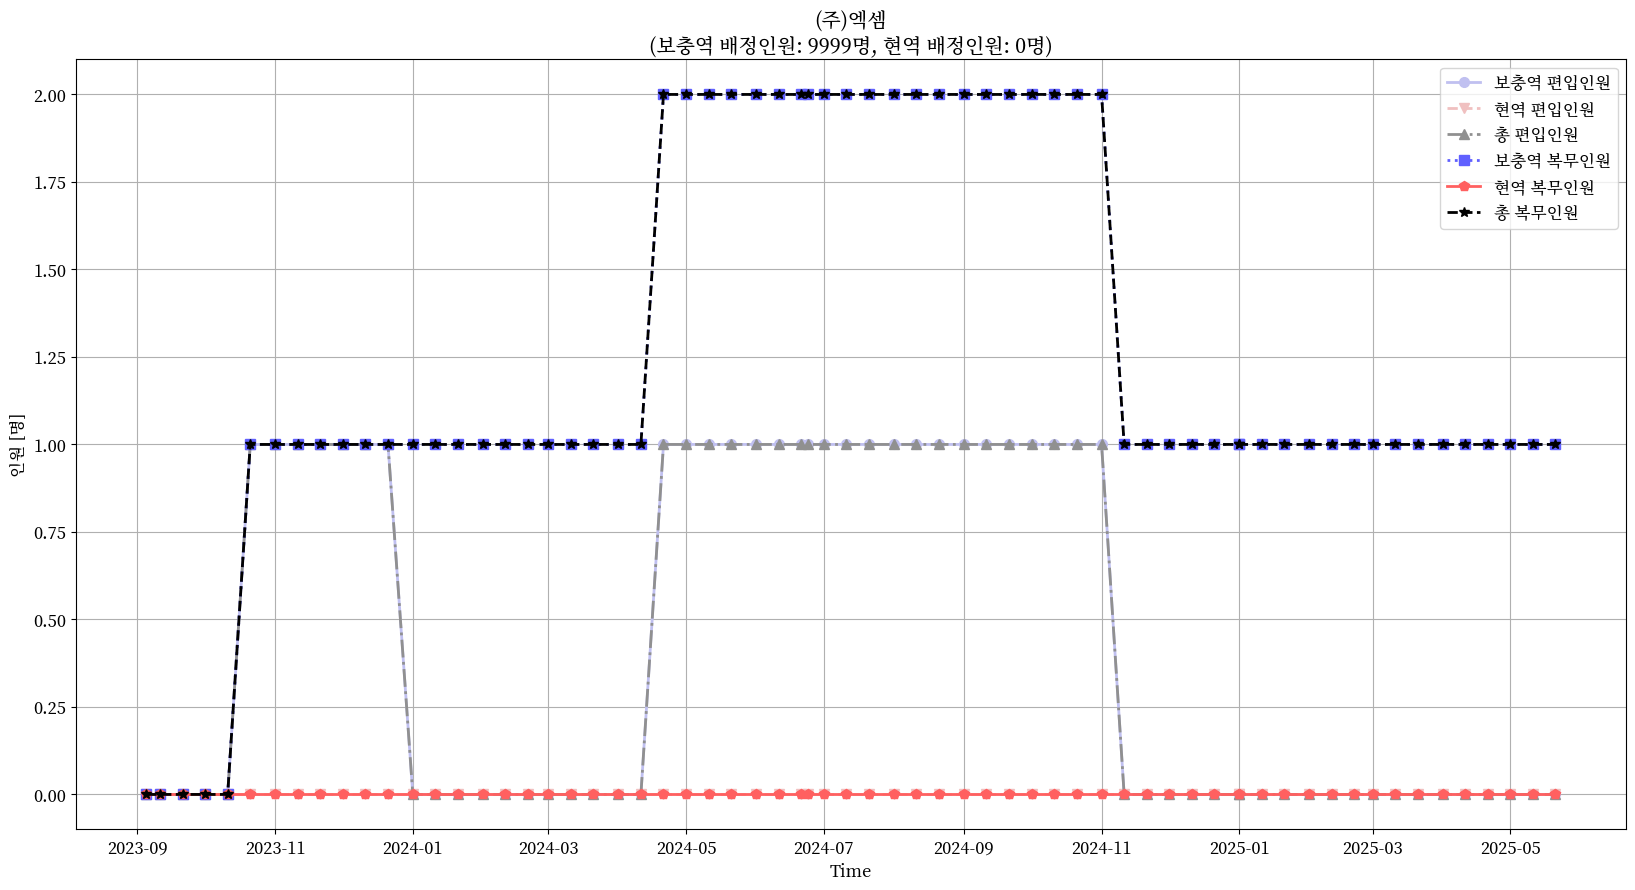 (주)엑셈
(보충역 배정인원: 9999명, 현역 배정인원: 0명)
2.00
1.75
1.50
1.25
1.00
0.75
0.50
0.25
0.00
인원 [명]
보충역 편입인원
현역 편입인원
총 편입인원
보충역 복무인원
현역 복무인원
총 복무인원
2023-09 2023-11 2024-01 2024-03 2024-05 2024-07 2024-09 2024-11 2025-01 2025-03 2025-05
Time